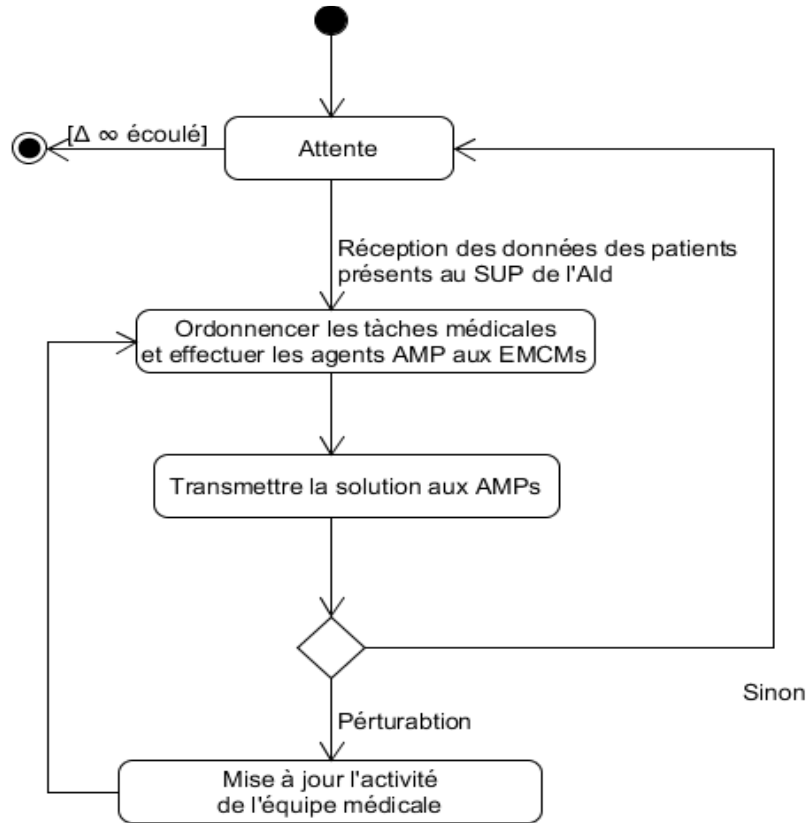 [Δ ∞ écoulé]
Attente
Réception des données des patients
présents au SUP de l'AId
Ordonnencer les tàches médicales
et effectuer les agents AMP aux EMCMs
Transmettre la solution aux AMPs
Sinon
Pérturabtion
Mise à jour l'activité
de l'équipe médicale